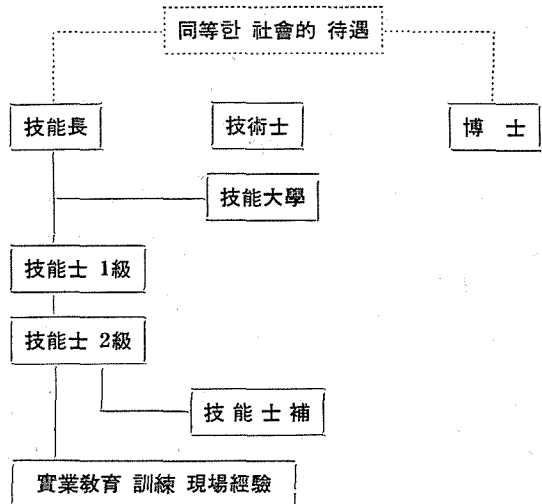 同等한 社會的 待遇
技能長 技術士 博 士
技能大學
技能士 1級
技能士 2級
技 能 士 補
實業敎育 訓練 現場經驗